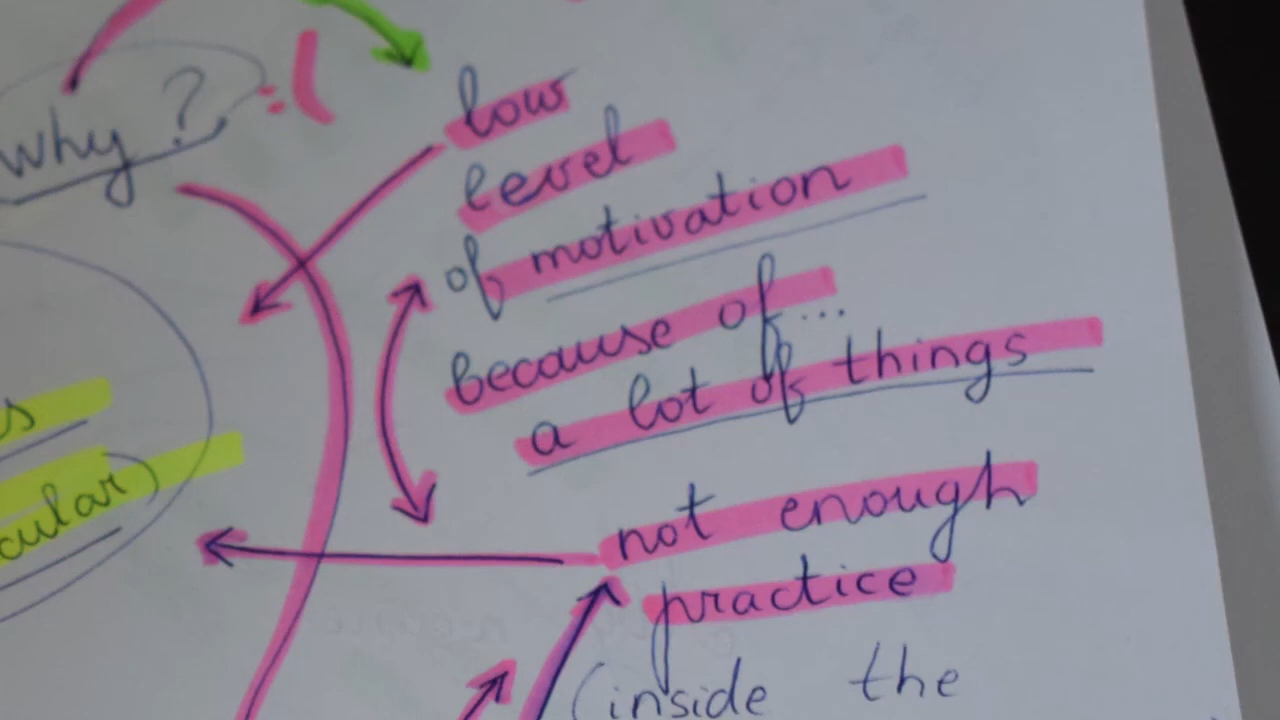 why? :(
low
level
of motivation
because of...
a lot of things
not enough
practice
(inside the